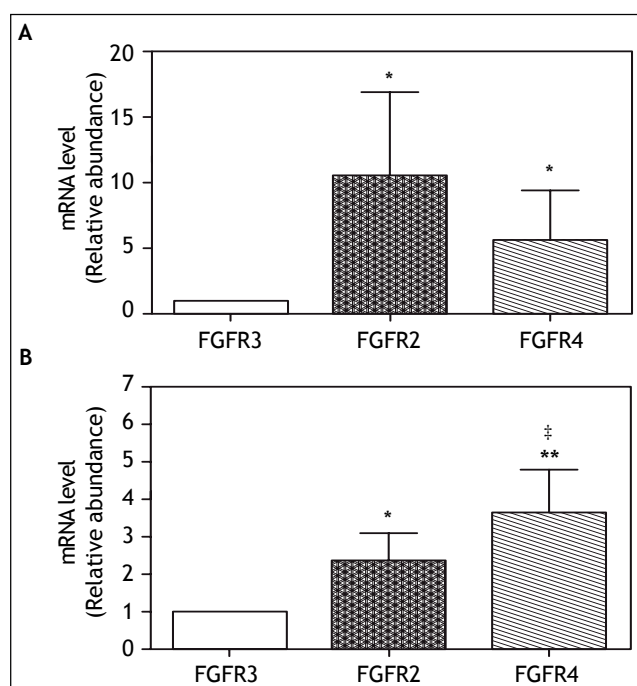 A
mRNA level
(Relative abundance)
20
15
10
5
0
*
*
FGFR3 FGFR2 FGFR4
B
mRNA level
(Relative abundance)
7
6
5
4
3
2
1
0
*
‡
**
FGFR3 FGFR2 FGFR4